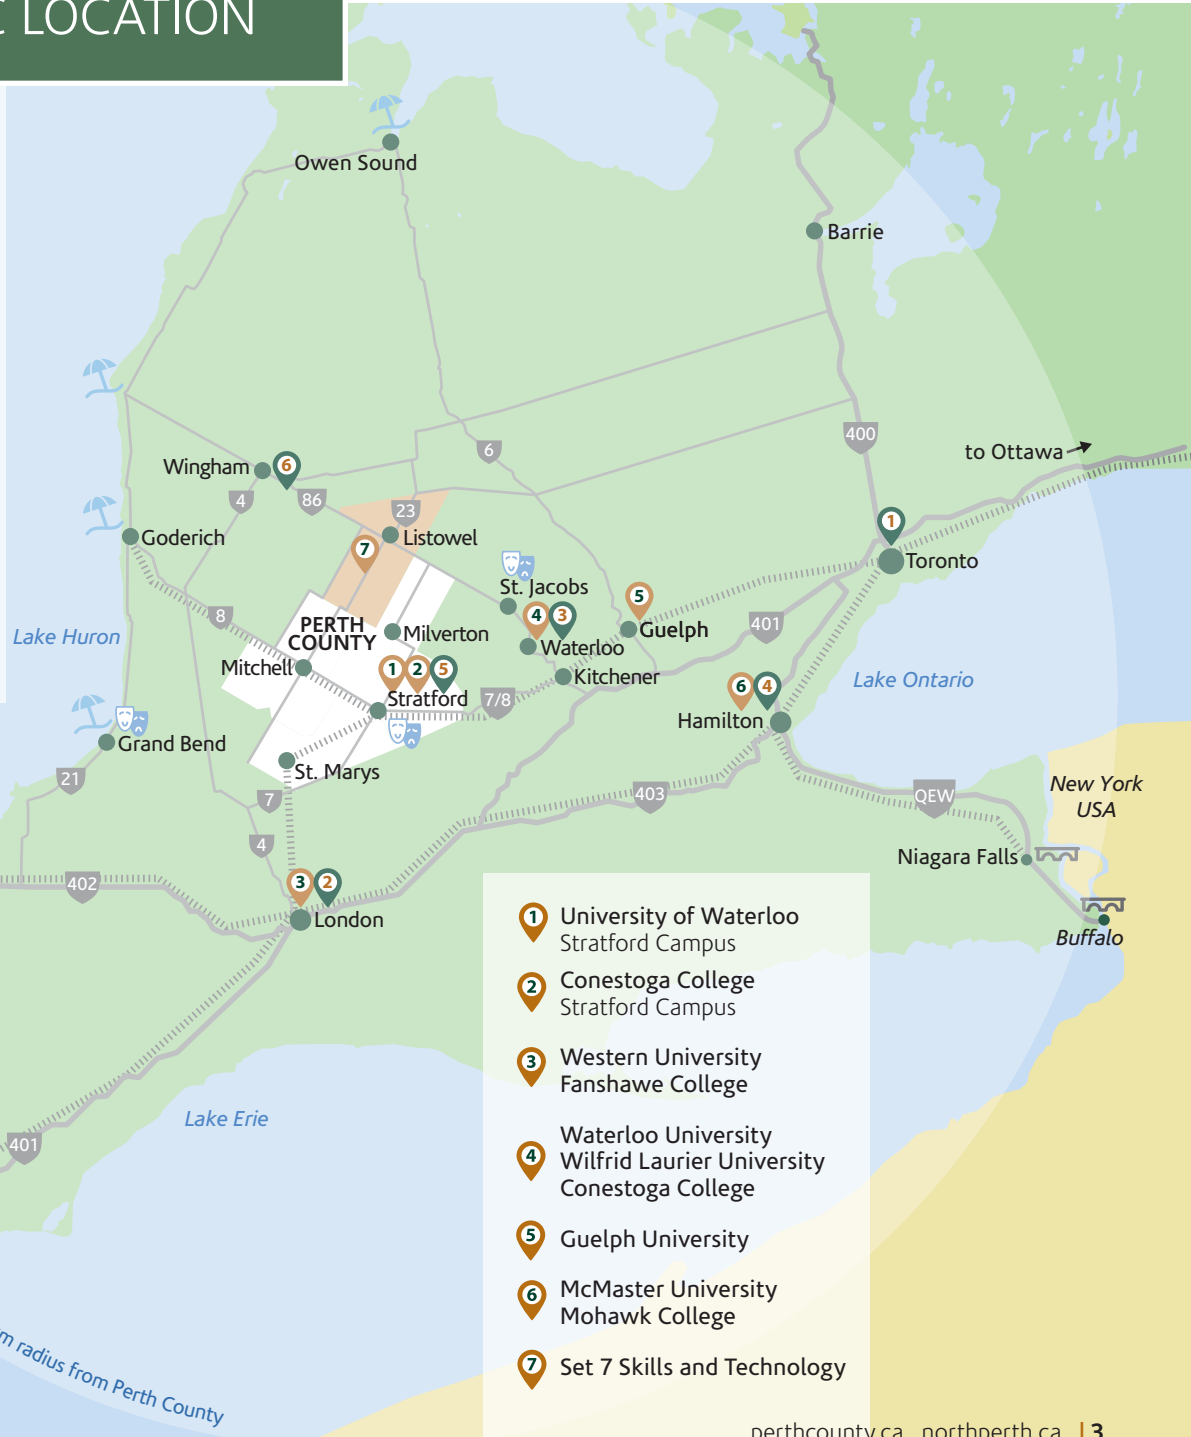 LOCATION
Owen Sound
Barrie
400
to Ottawa
6
Wingham
6
4
86
23
1
Goderich
7
Listowel
Toronto
St. Jacobs
5
8
PERTH
COUNTY
4
3
401
Lake Huron
Milverton
Guelph
Waterloo
Mitchell
1
2
5
Kitchener
Lake Ontario
6
4
Stratford
7/8
Hamilton
Grand Bend
St. Marys
21
7
403
QEW
New York
USA
4
Niagara Falls
402
3
2
London
Buffalo
1
University of Waterloo
Stratford Campus
2
Conestoga College
Stratford Campus
3
Western University
Fanshawe College
Lake Erie
401
4
Waterloo University
Wilfrid Laurier University
Conestoga College
5
Guelph University
6
McMaster University
Mohawk College
7
Set 7 Skills and Technology
m radius from Perth County
perthcounty.ca northperth.ca | 3